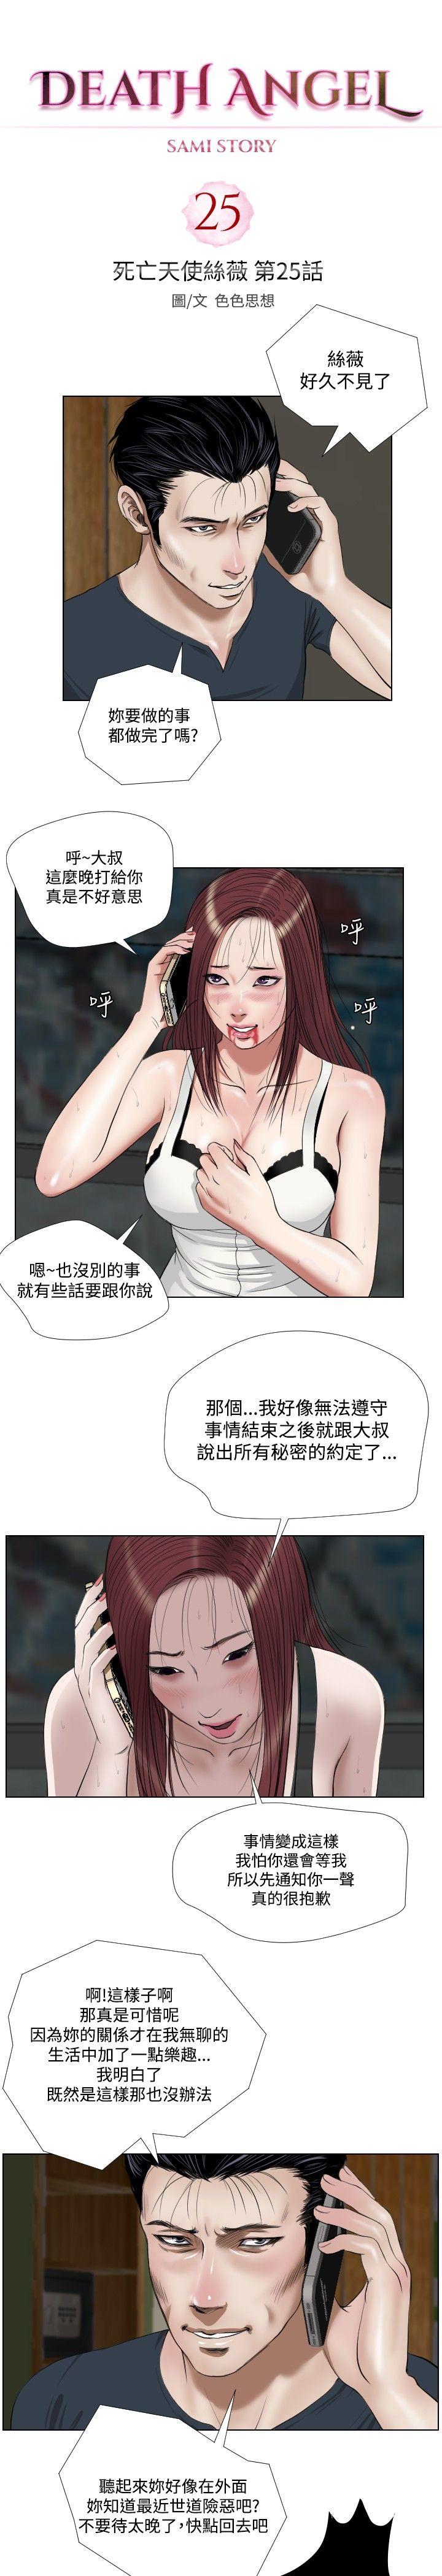 DEATH ANGEL
SAMI STORY
25
死亡天使絲薇 第25話
圖/文 色色思想
絲薇
好久不見了
妳要做的事
都做完了嗎?
呼~大叔
這麼晚打給你
真是不好意思
呼
呼
呼
嗯~也沒別的事
就有些話要跟你說
那個...我好像無法遵守
事情結束之後就跟大叔
說出所有秘密的約定了...
事情變成這樣
我怕你還會等我
所以先通知你一聲
真的很抱歉
啊!這樣子啊
那真是可惜呢
因為妳的關係才在我無聊的
生活中加了一點樂趣...
我明白了
既然是這樣那也沒辦法
聽起來妳好像在外面
妳知道最近世道險惡吧?
不要待太晚了,快點回去吧